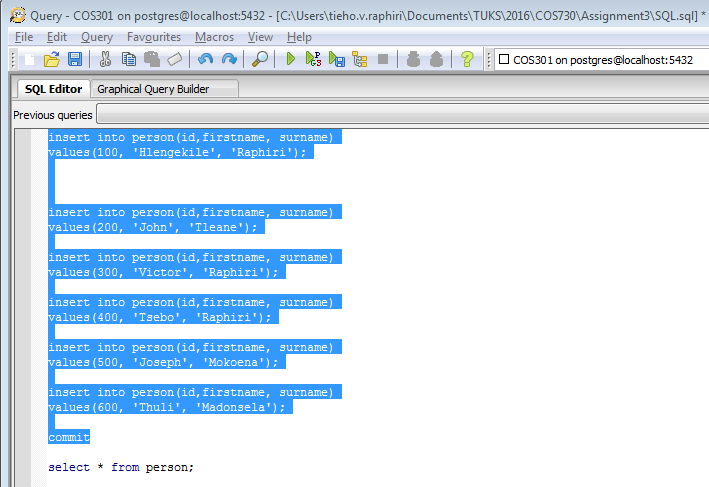 Query - COS301 on postgres@localhost:5432 - [C:\Users\tieho.v.raphiri\Documents\TUKS\2016\COS730\Assignment3\SQL.sql] *
File Edit Query Favourites Macros View Help
COS301 on postgres@localhost:5432
SQL Editor Graphical Query Builder
Previous queries
insert into person(id,firstname, surname)
values(100, 'Hlengekile', 'Raphiri');
insert into person(id,firstname, surname)
values(200, 'John', 'Tleane');
insert into person(id,firstname, surname)
values(300, 'Victor', 'Raphiri');
insert into person(id,firstname, surname)
values(400, 'Tsebo', 'Raphiri');
insert into person(id,firstname, surname)
values(500, 'Joseph', 'Mokoena');
insert into person(id,firstname, surname)
values(600, 'Thuli', 'Madonsela');
commit
select * from person;